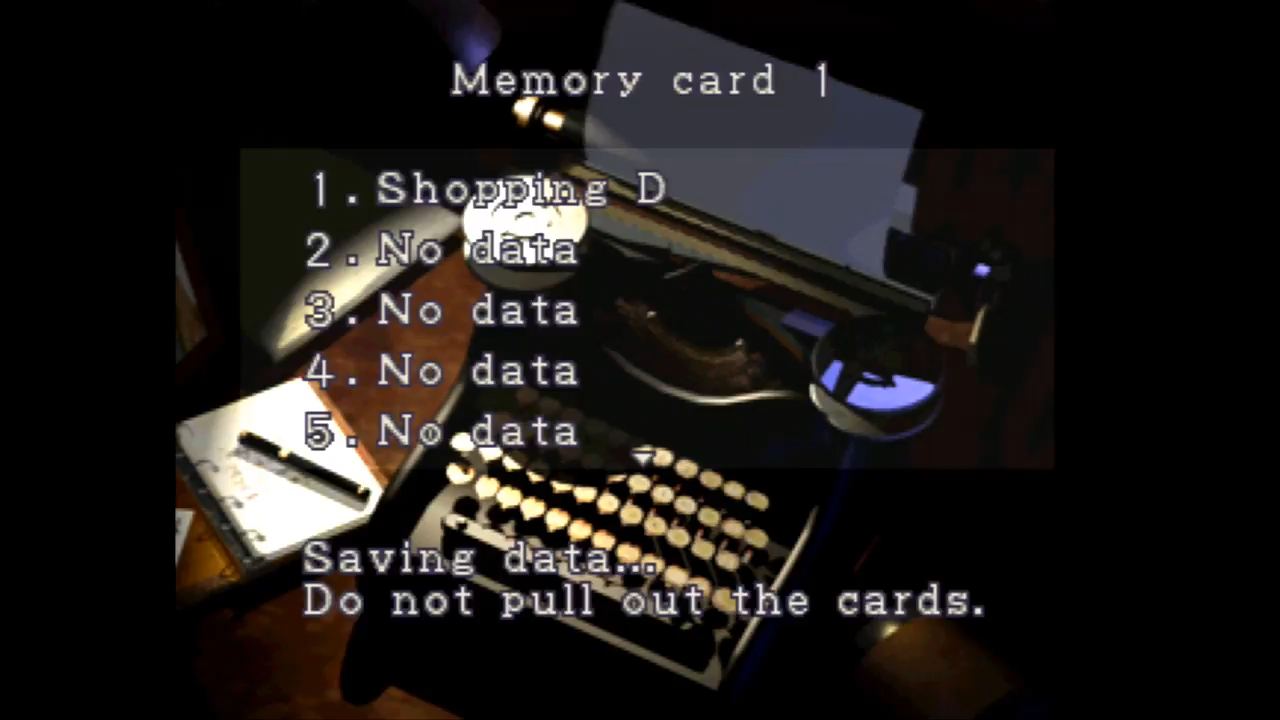 Memory card 1
1.Shopping D
2.No data
3.No data
4.No data
5.No data
Saving data...
Do not pull out the cards.